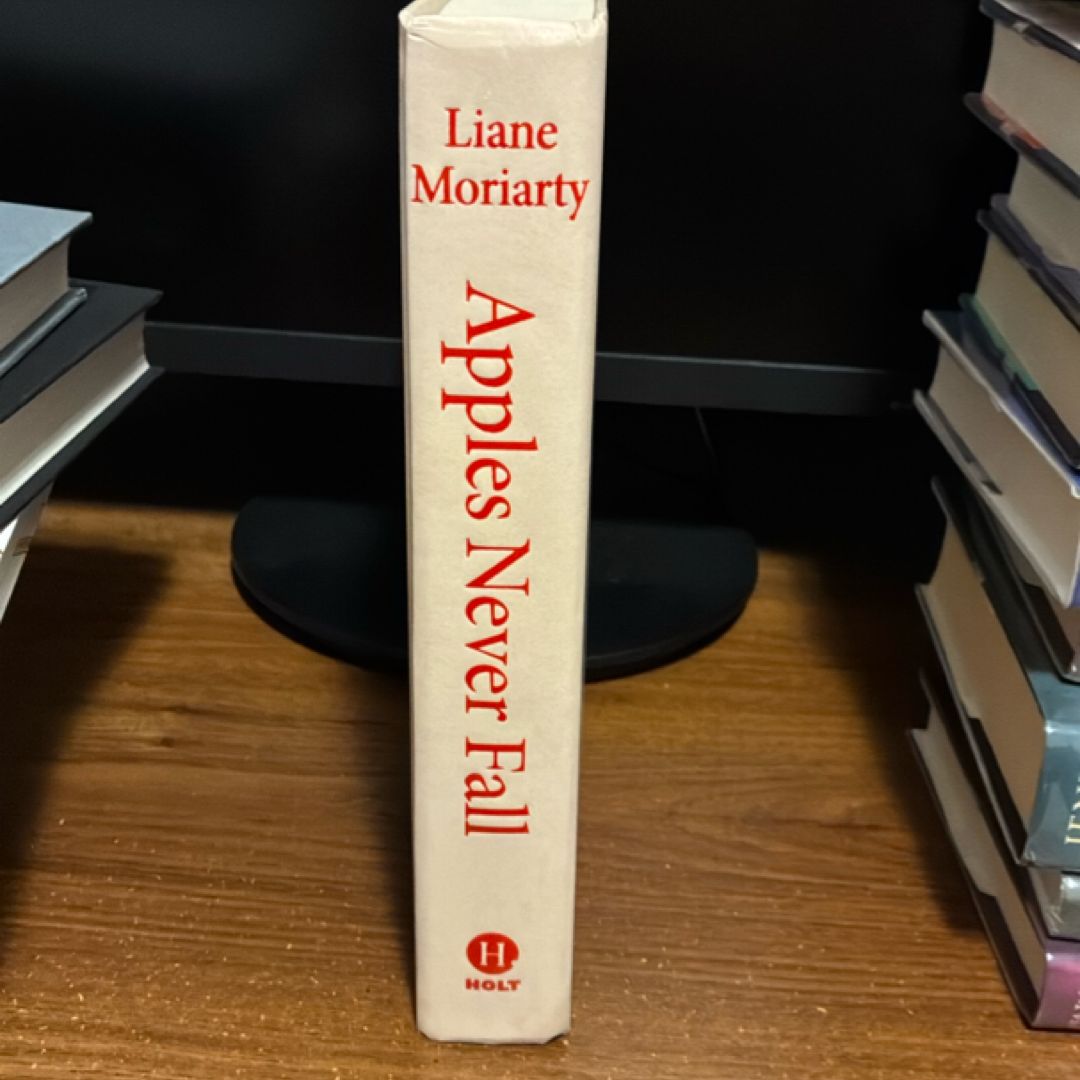 Liane
Moriarty
Apples Never Fall
H
HOLT